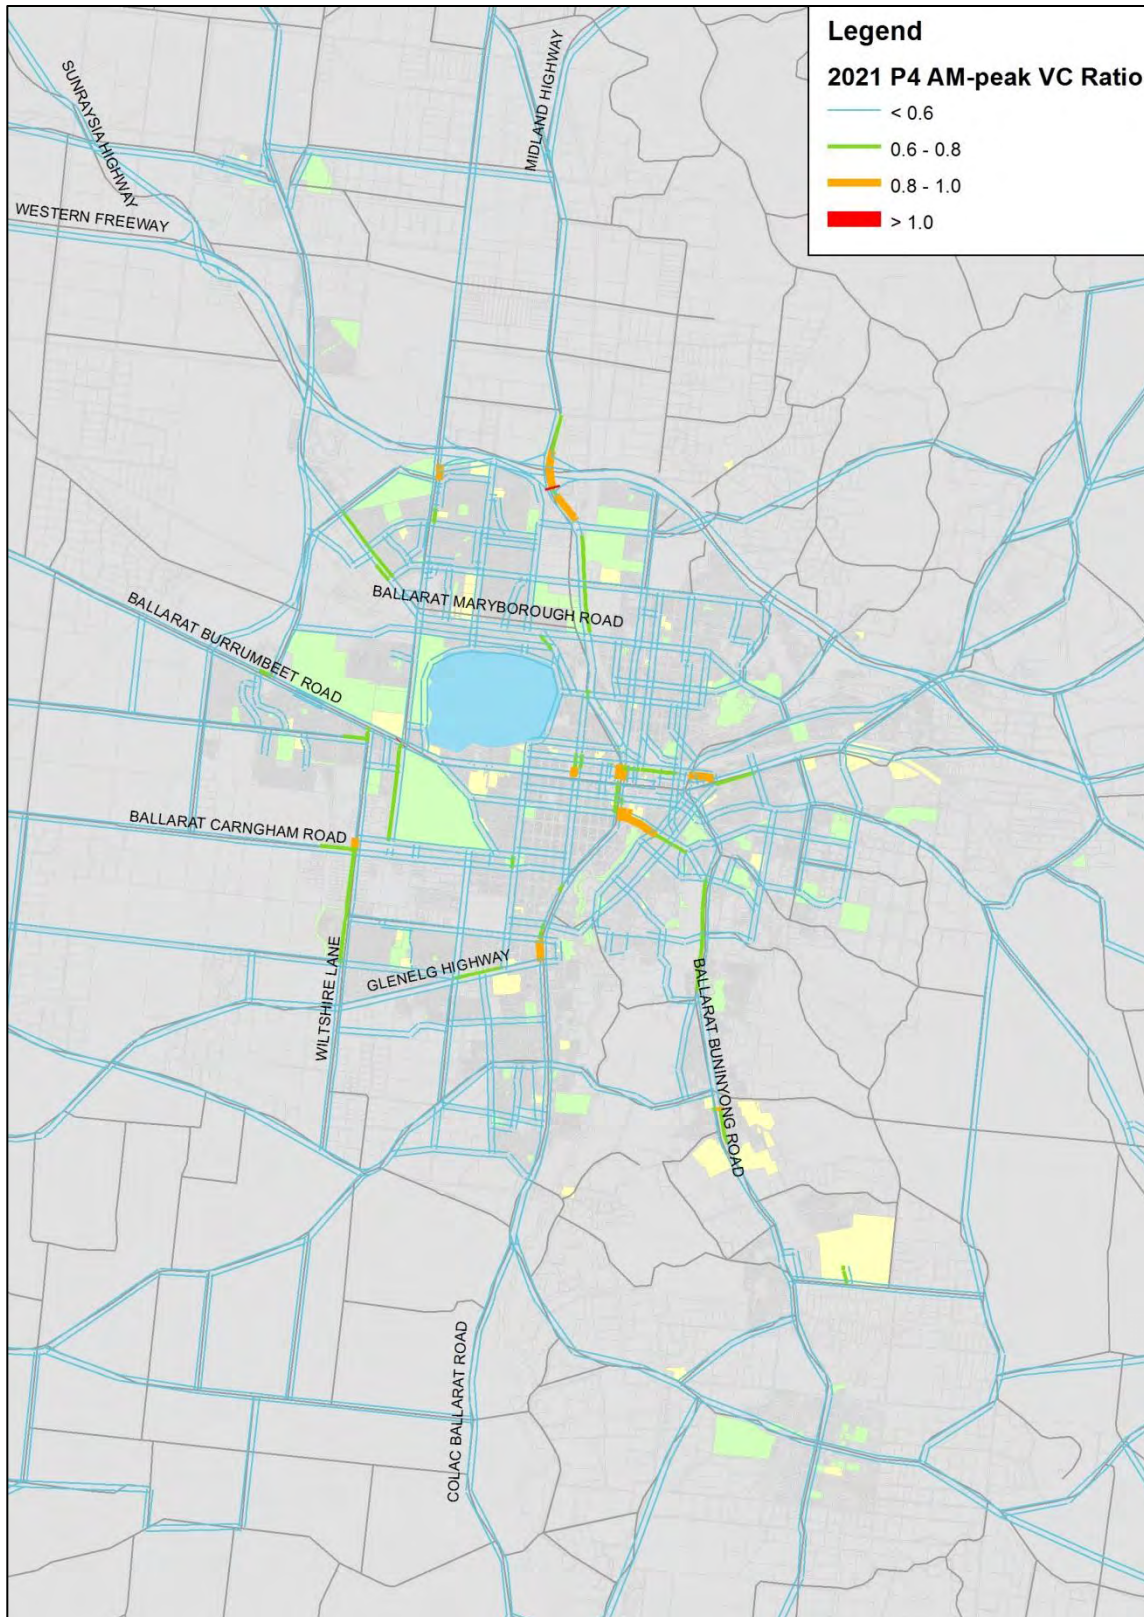 Legend
2021 P4 AM-peak VC Ratio
< 0.6
0.6 - 0.8
0.8 - 1.0
> 1.0
SUNRAYSIA HIGHWAY
MIDLAND HIGHWAY
WESTERN FREEWAY
BALLARAT MARYBOROUGH ROAD
BALLARAT BURRUMBEET ROAD
BALLARAT CARNGHAM ROAD
WILTSHIRE LANE
GLENELG HIGHWAY
BALLARAT BUNINYONG ROAD
COLAC BALLARAT ROAD